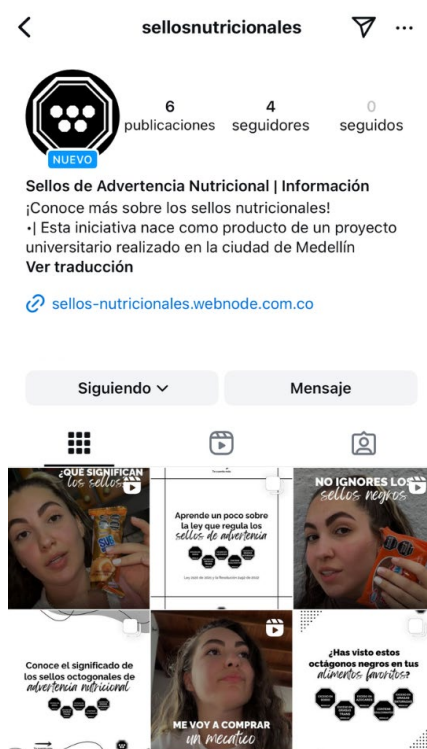 sellosnutricionales
6
publicaciones
4
seguidores
0
seguidos
NUEVO
Sellos de Advertencia Nutricional | Información
¡Conoce más sobre los sellos nutricionales!
•| Esta iniciativa nace como producto de un proyecto
universitario realizado en la ciudad de Medellín
Ver traducción
sellos-nutricionales.webnode.com.co
Siguiendo
Mensaje
¿QUÉ SIGNIFICAN
los sellos
Aprende un poco sobre
la ley que regula los
sellos de advertencia
NO IGNORES LOS
sellos negros
Conoce el significado de
los sellos octogonales de
advertencia nutricional
ME VOY A COMPRAR
un mecatico
¿Has visto estos
octágonos negros en tus
alimentos favoritos?